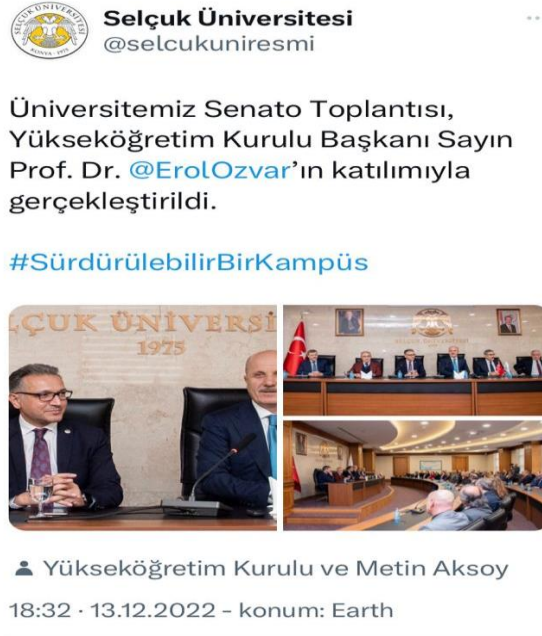 Selçuk Üniversitesi
@selcukuniresmi
Üniversitemiz Senato Toplantısı,
Yükseköğretim Kurulu Başkanı Sayın
Prof. Dr. @ErolOzvar’ın katılımıyla
gerçekleştirildi.
#SürdürülebilirBirKampüs
LÇUK ÜNİVERSİ
1975
Yükseköğretim Kurulu ve Metin Aksoy
18:32 · 13.12.2022 - konum: Earth